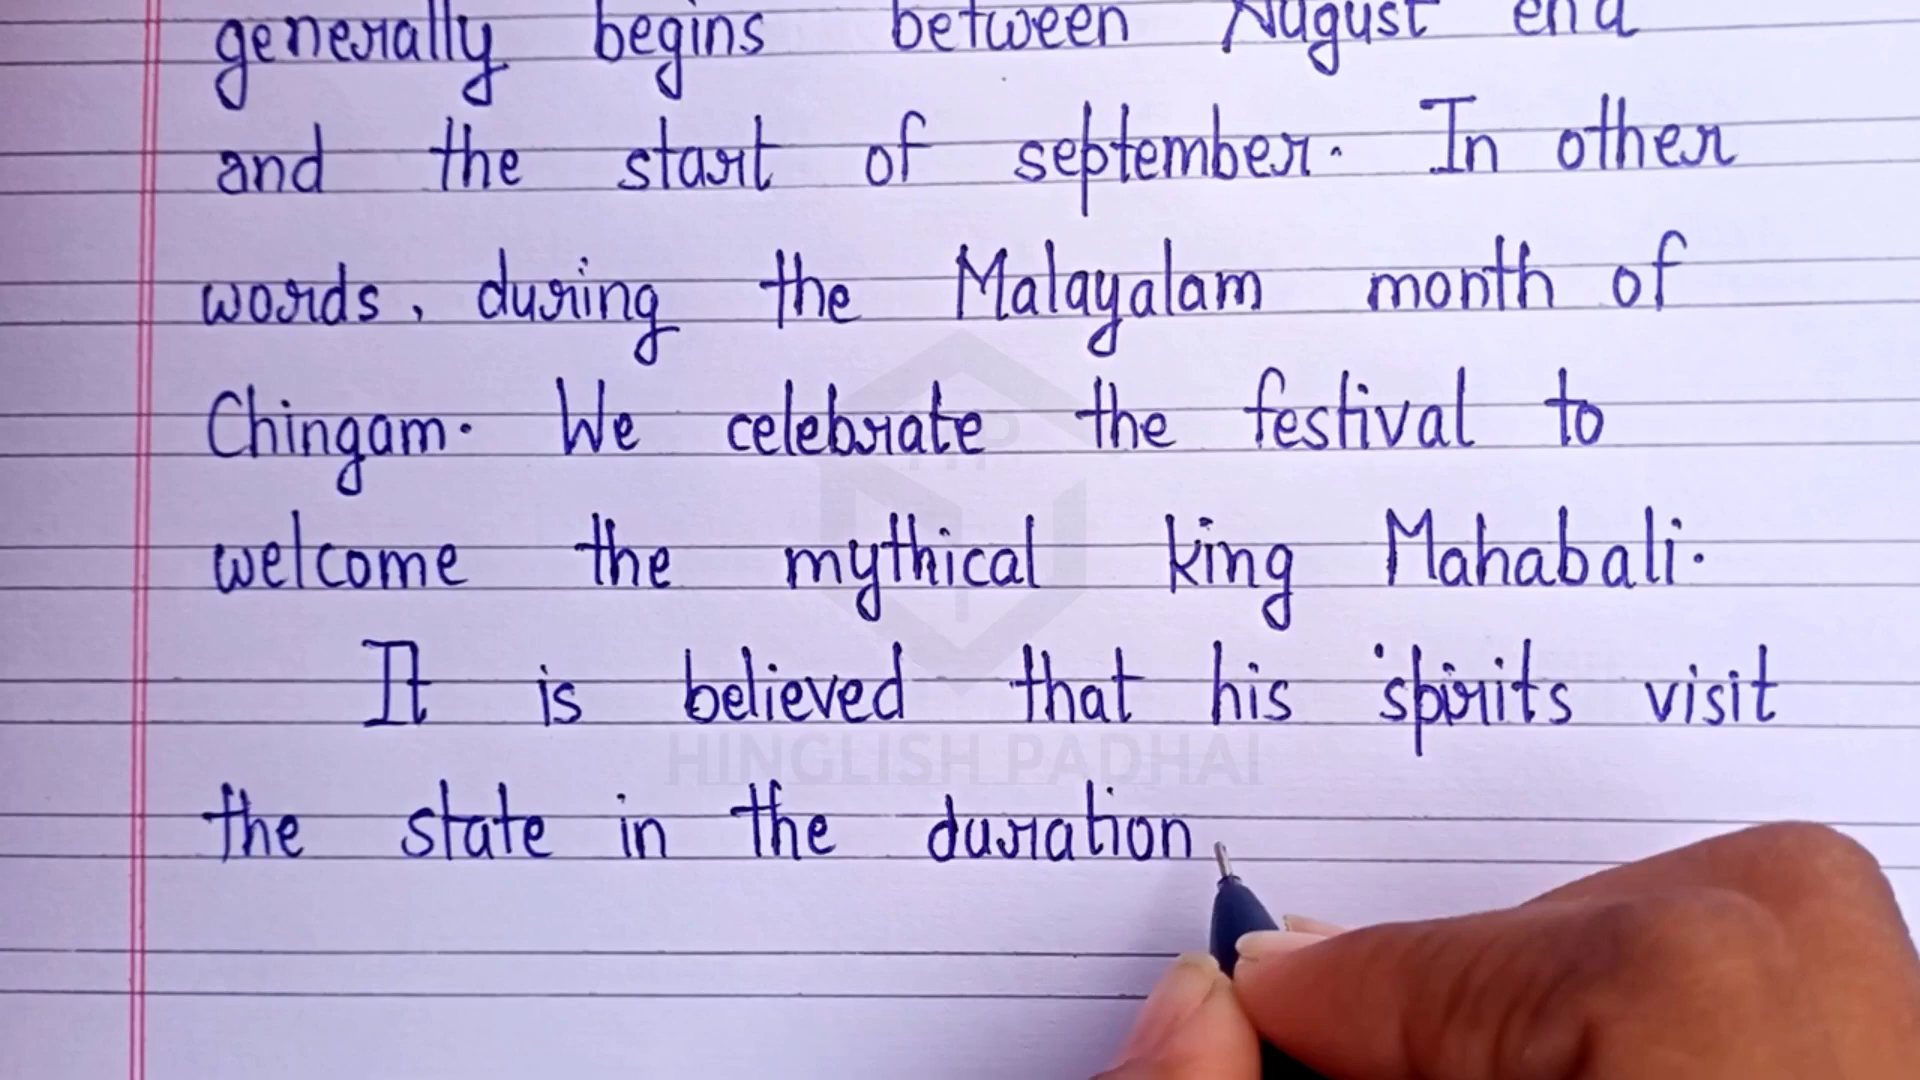 generally begins between August end
and the start of september. In other
words, during the Malayalam month of
Chingam. We celebrate the festival to
welcome the mythical king Mahabali.
It is believed that his spirits visit
HINGLISH PADHAI
the state in the duration